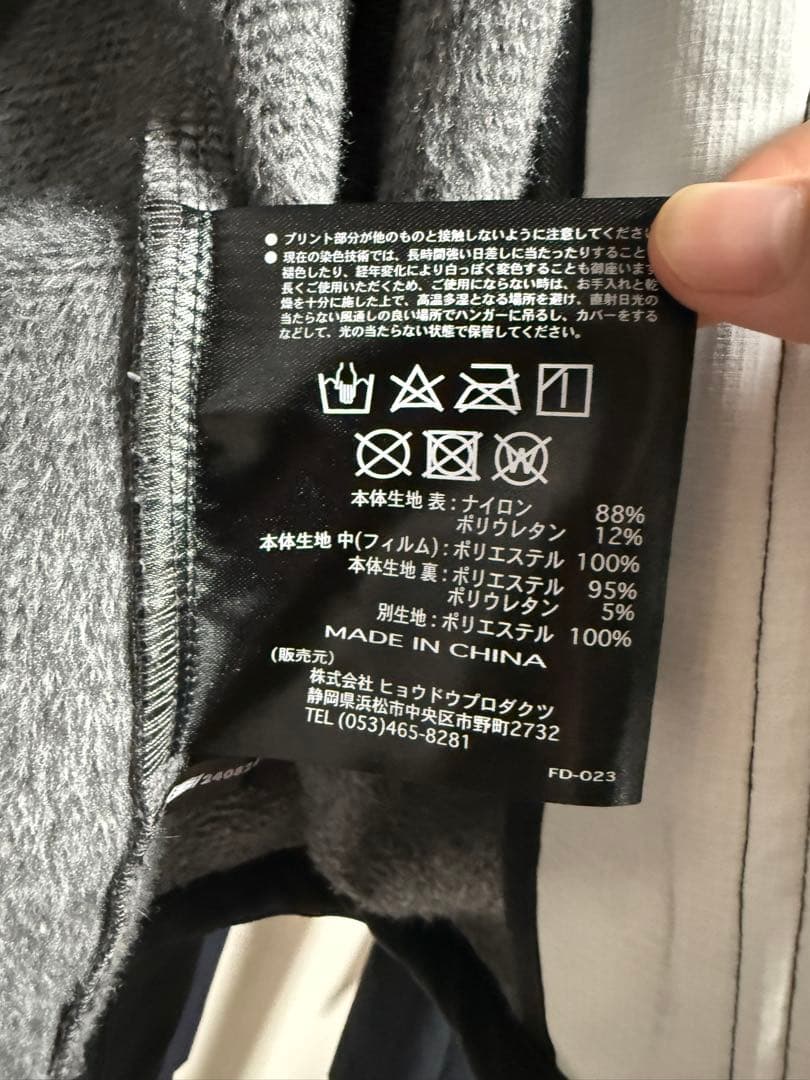 ● プリント部分が他のものと接触しないように注意してくださ
● 現在の染色技術では、長時間強い日差しに当たったりすること
褪色したり、経年変化により白っぽく変色することも御座います
長くご使用いただくため、ご使用にならない時は、お手入れと乾
燥を十分に施した上で、高温多湿となる場所を避け、直射日光の
当たらない風通しの良い場所でハンガーに吊るし、カバーをする
などして、光の当たらない状態で保管してください。
W
本体生地 表 : ナイロン 88%
ポリウレタン 12%
本体生地 中(フィルム) : ポリエステル 100%
本体生地 裏 : ポリエステル 95%
ポリウレタン 5%
別生地 : ポリエステル 100%
MADE IN CHINA
(販売元)
株式会社 ヒョウドウプロダクツ
静岡県浜松市中央区市野町2732
TEL (053)465-8281
FD-023